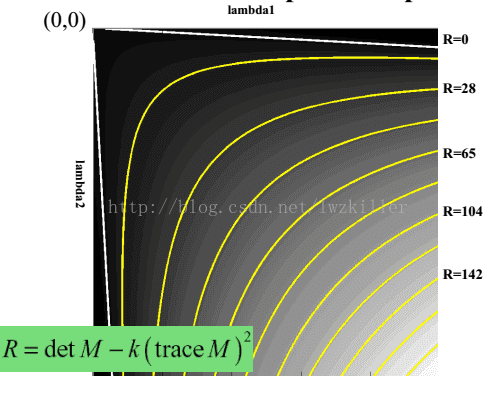 lambda1
(0,0)
R=0
R=28
lambda2
R=65
http://blog.csdn.net/lwzkiller
R=104
R=142
R = det M − k(trace M)²